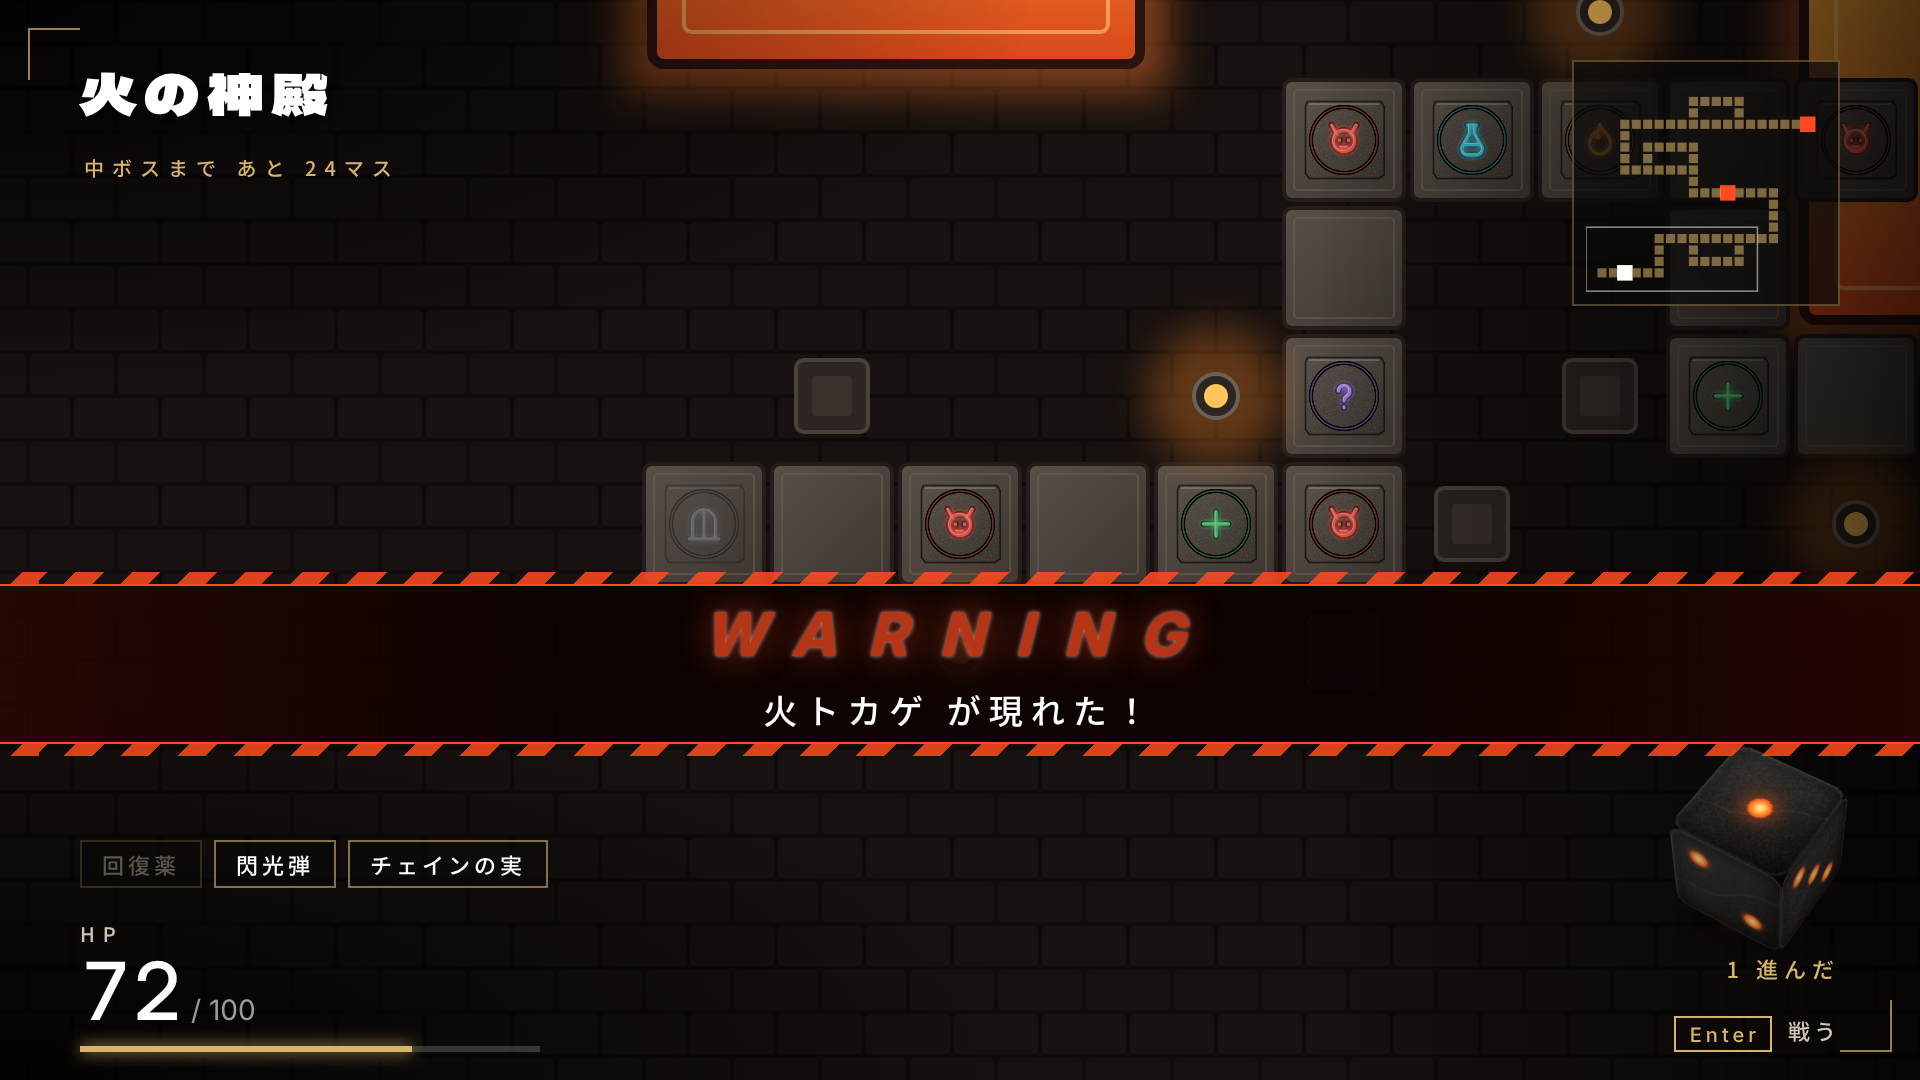 火の神殿
中ボスまで あと 24マス
?
WARNING
火トカゲ が現れた！
回復薬 閃光弾 チェインの実
HP
72 / 100
1 進んだ
Enter 戦う